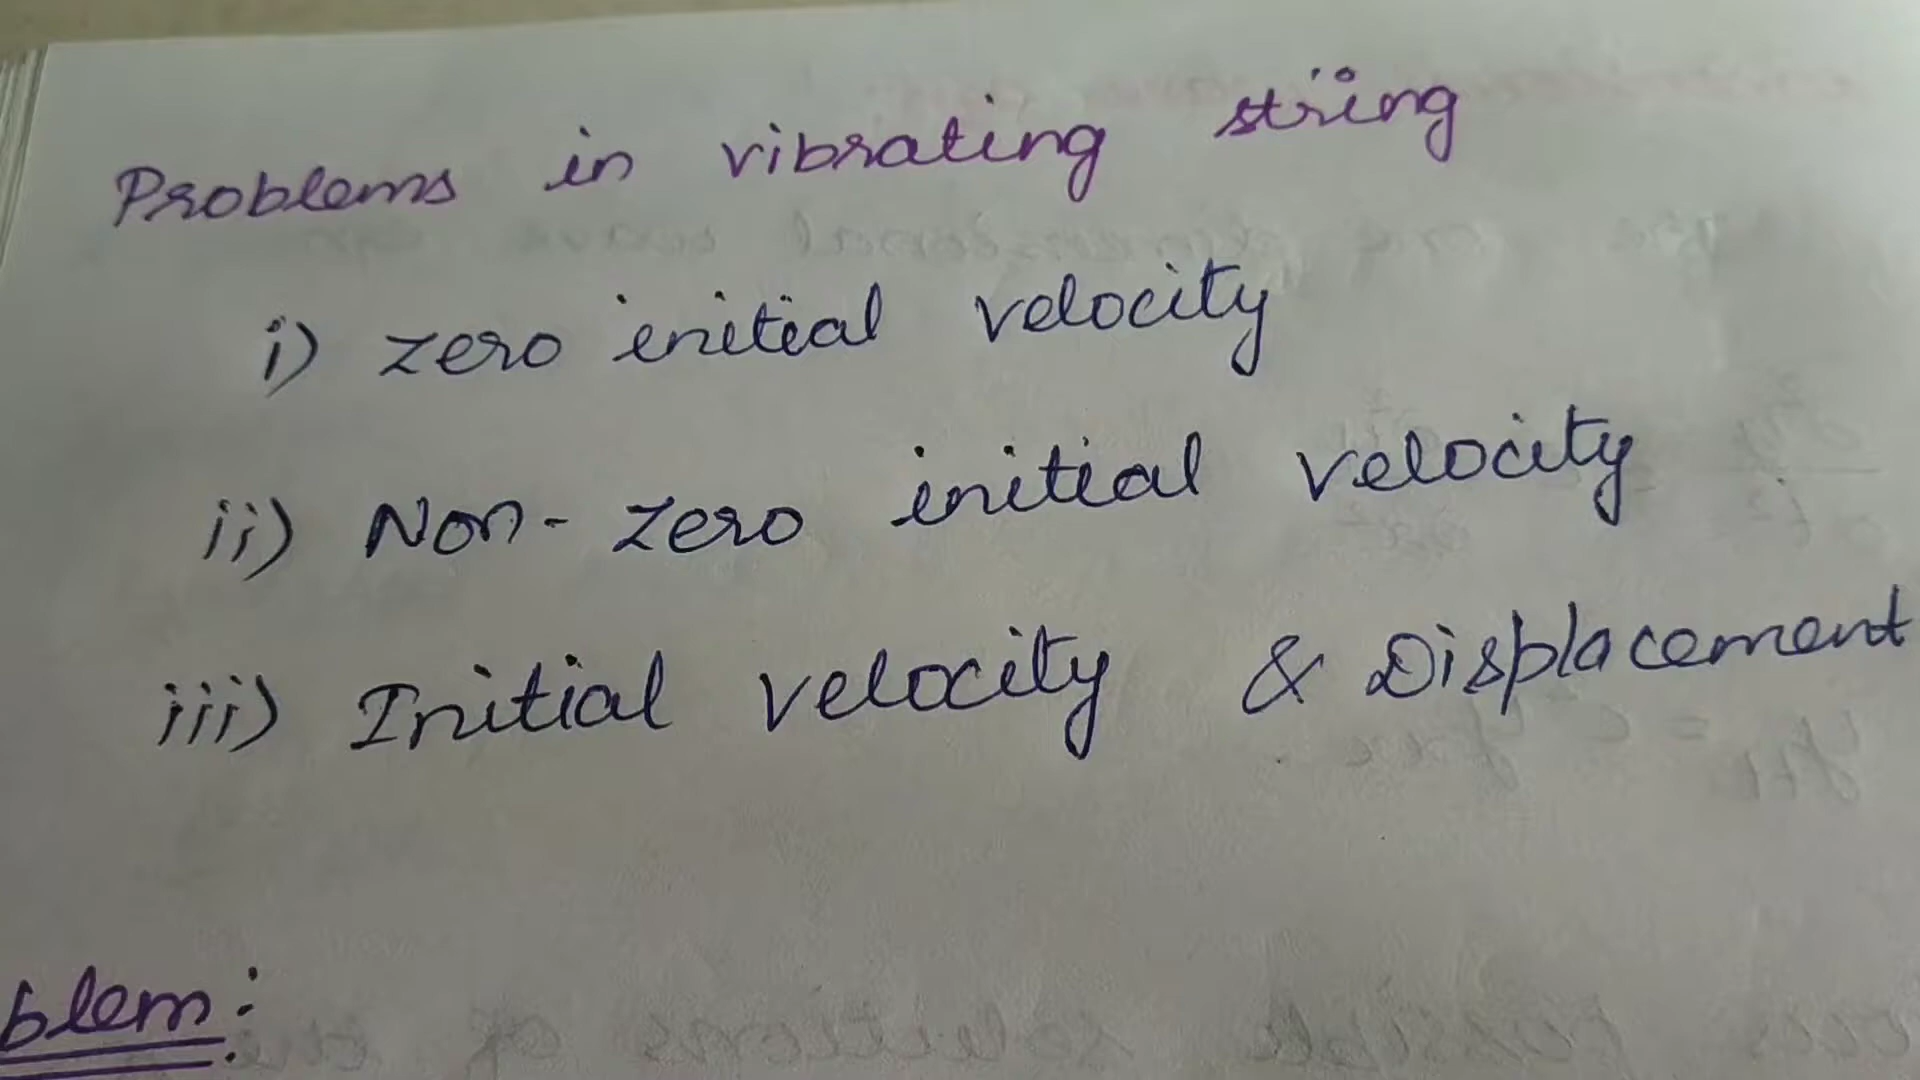 Problems in vibrating string
i) zero initial velocity
ii) Non-zero initial velocity
iii) Initial velocity & Displacement
blem: